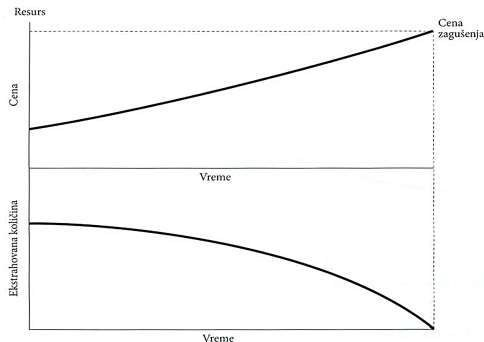 Resurs
Cena
zagušenja
Cena
Vreme
Ekstrahovana količina
Vreme